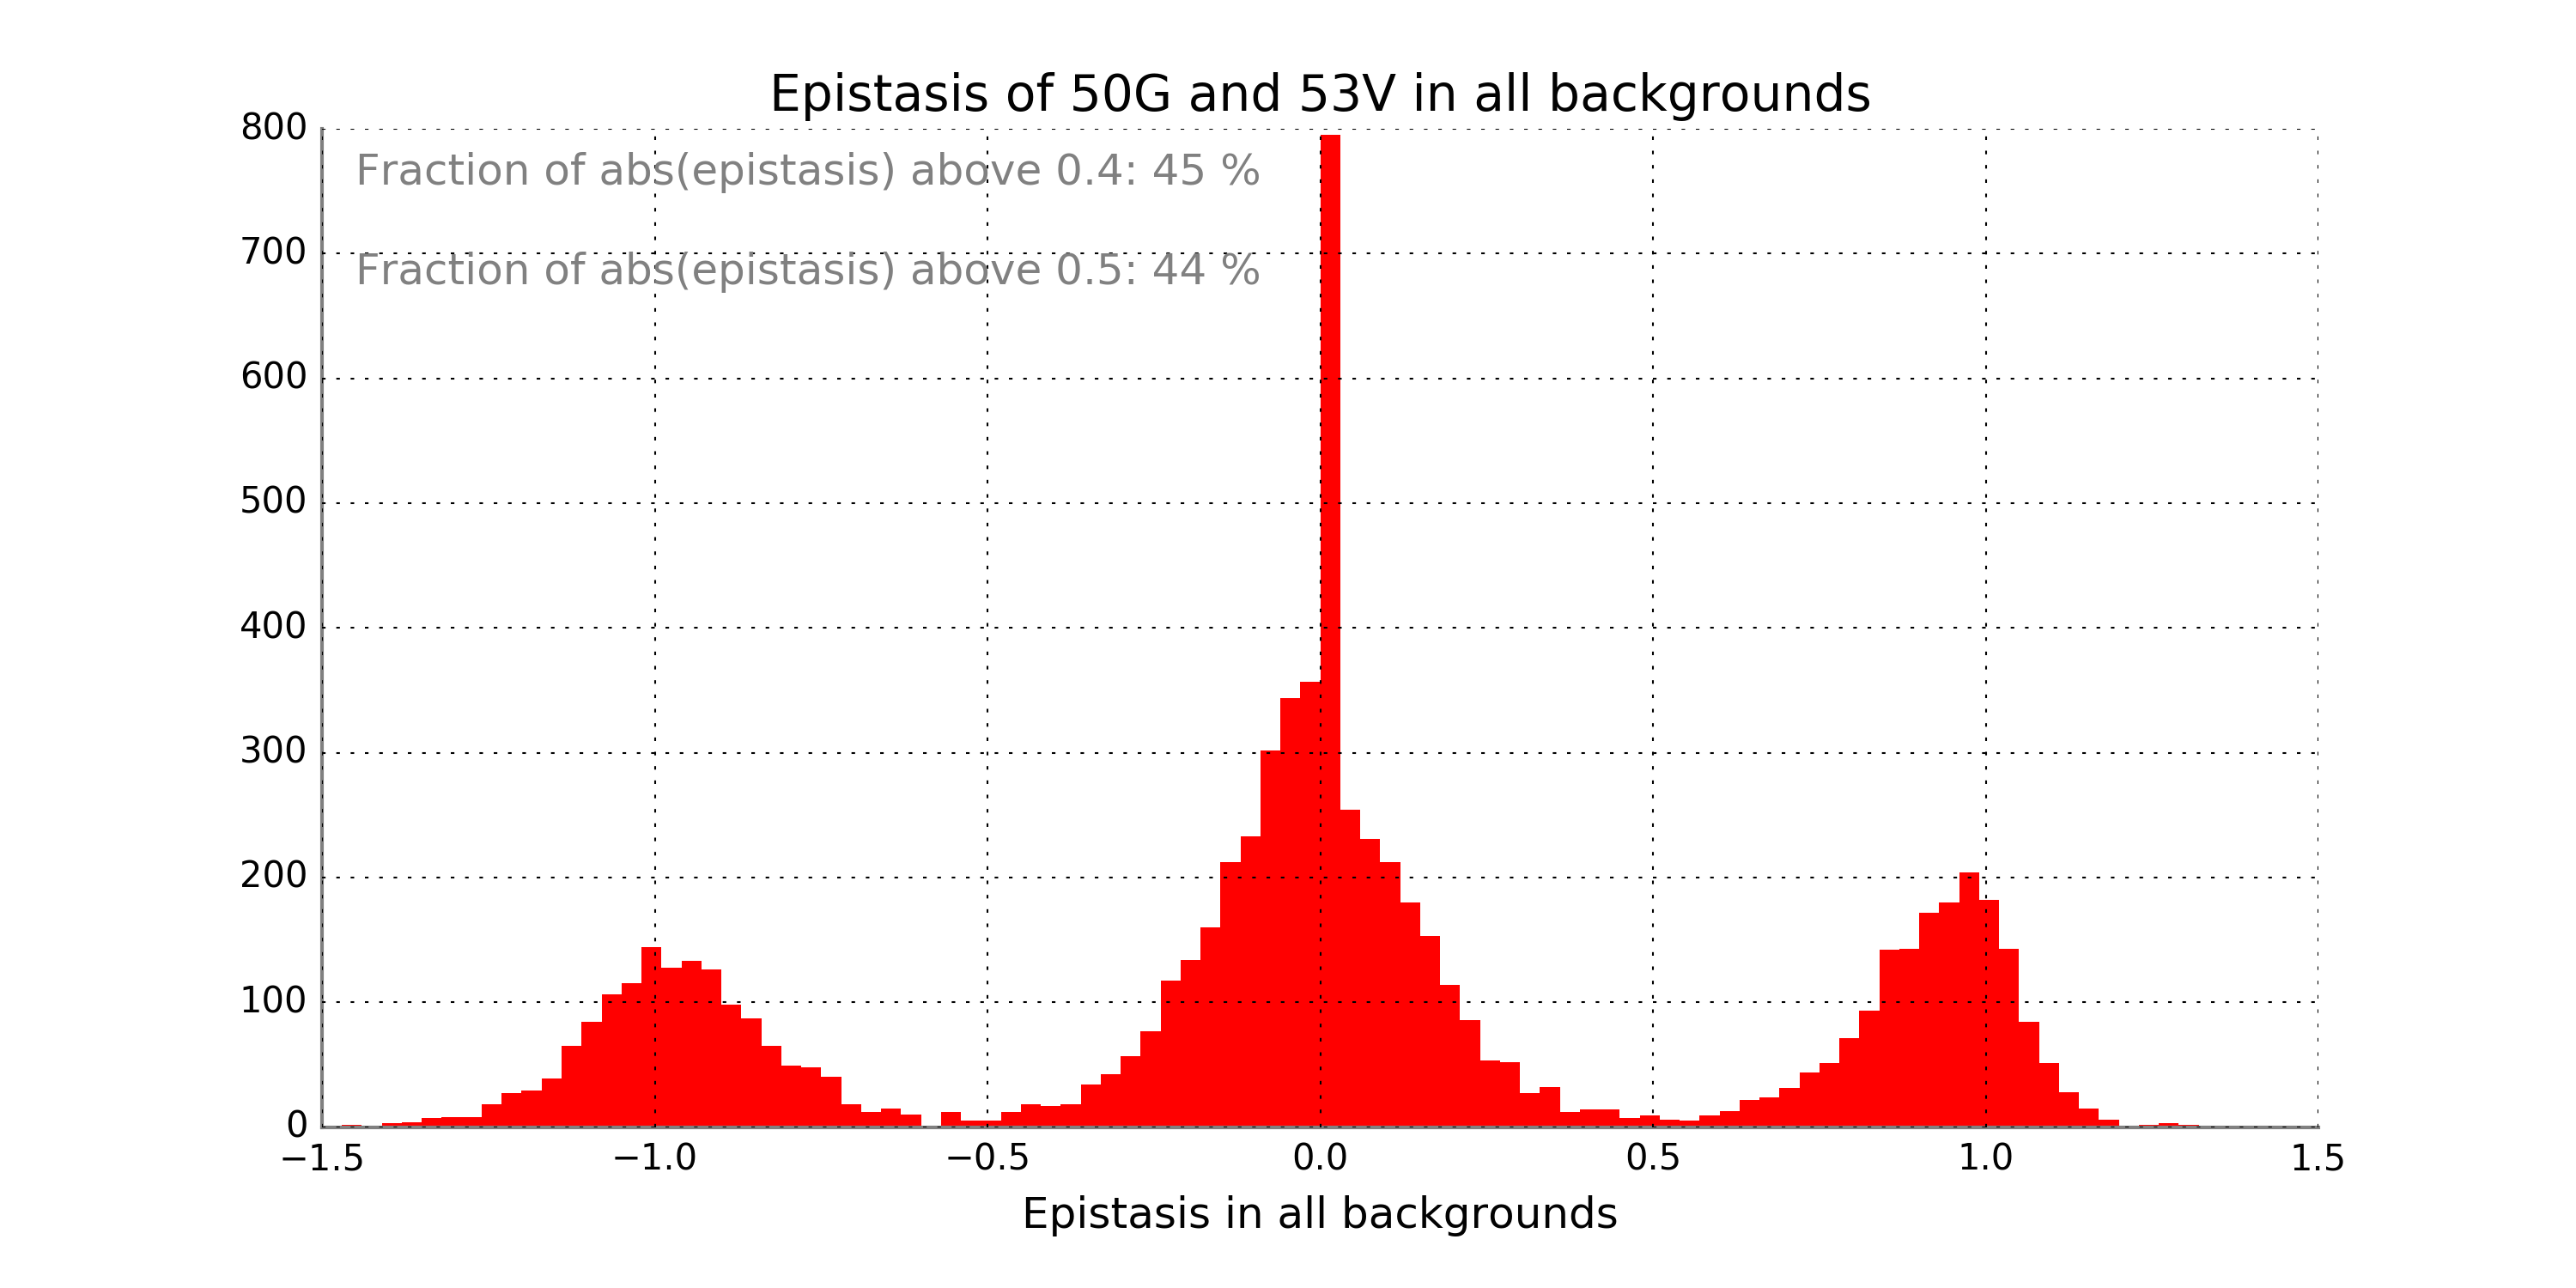 Epistasis of 50G and 53V in all backgrounds
800
Fraction of abs(epistasis) above 0.4: 45 %
700
Fraction of abs(epistasis) above 0.5: 44 %
600
500
400
300
200
100
0
−1.5 −1.0 −0.5 0.0 0.5 1.0 1.5
Epistasis in all backgrounds